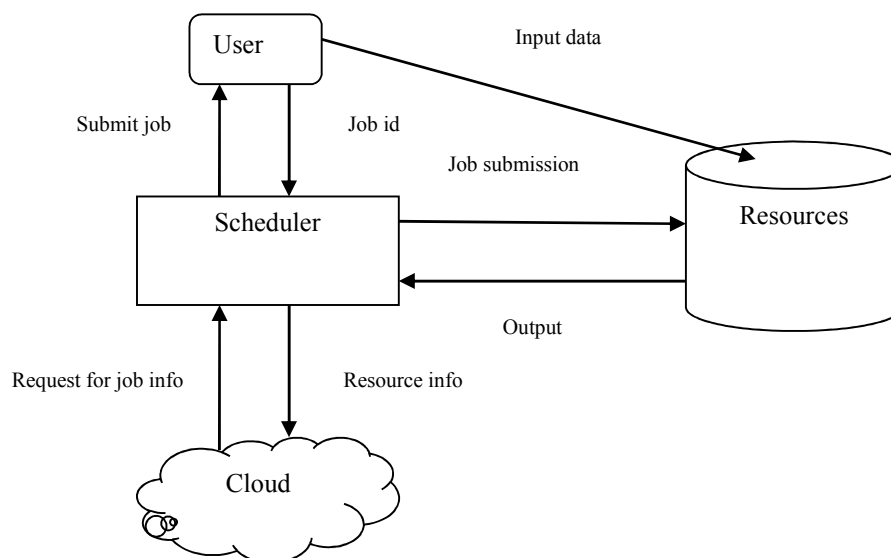 User
Input data
Submit job
Job id
Job submission
Scheduler
Resources
Output
Request for job info
Resource info
Cloud